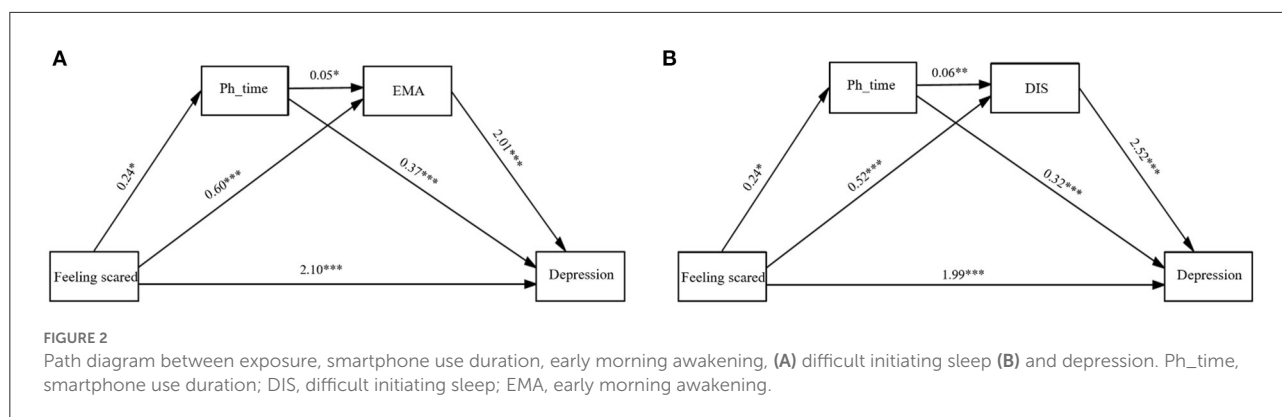 A
B
0.05*
0.06**
Ph_time
EMA
Ph_time
DIS
0.24*
0.60***
0.37***
2.01***
0.24*
0.52***
0.32***
2.52***
Feeling scared
2.10***
Depression
Feeling scared
1.99***
Depression
FIGURE 2
Path diagram between exposure, smartphone use duration, early morning awakening, (A) difficult initiating sleep (B) and depression. Ph_time,
smartphone use duration; DIS, difficult initiating sleep; EMA, early morning awakening.